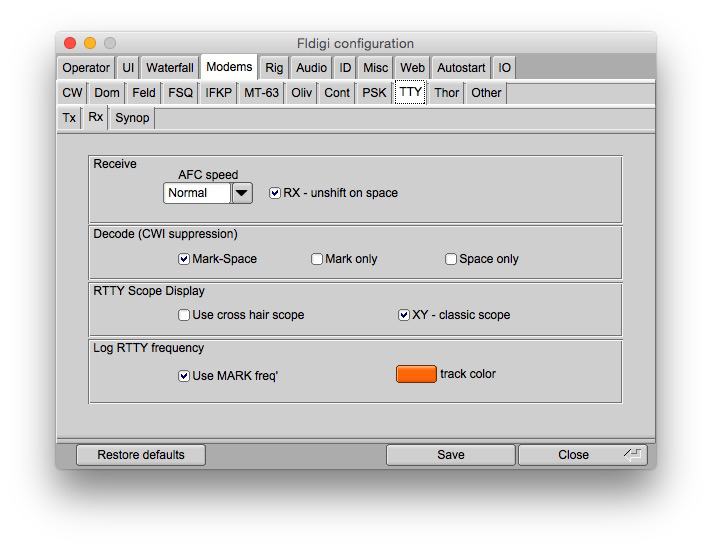 Fldigi configuration
Operator UI Waterfall Modems Rig Audio ID Misc Web Autostart IO
CW Dom Feld FSQ IFKP MT-63 Oliv Cont PSK TTY Thor Other
Tx Rx Synop
Receive
AFC speed
Normal RX - unshift on space
Decode (CWI suppression)
Mark-Space Mark only Space only
RTTY Scope Display
Use cross hair scope XY - classic scope
Log RTTY frequency
Use MARK freq' track color
Restore defaults Save Close